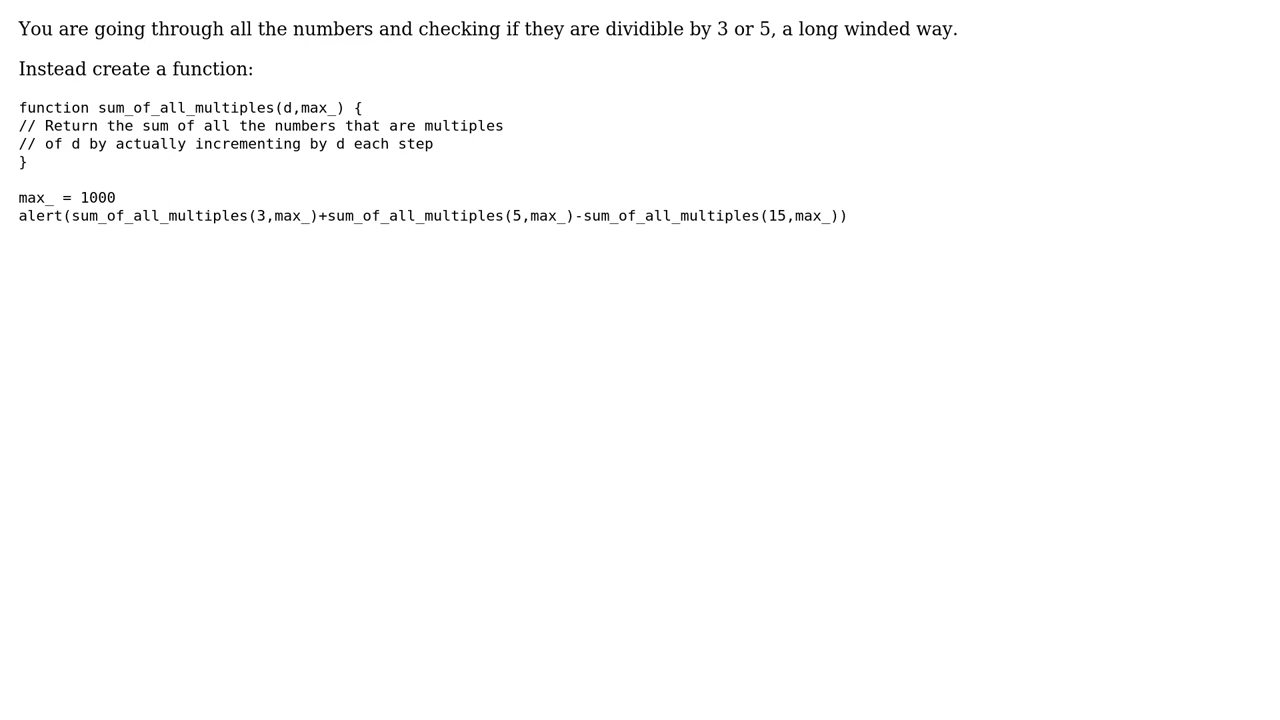 You are going through all the numbers and checking if they are dividible by 3 or 5, a long winded way.
Instead create a function:
function sum_of_all_multiples(d,max_) {
// Return the sum of all the numbers that are multiples
// of d by actually incrementing by d each step
}
max_ = 1000
alert(sum_of_all_multiples(3,max_)+sum_of_all_multiples(5,max_)-sum_of_all_multiples(15,max_))